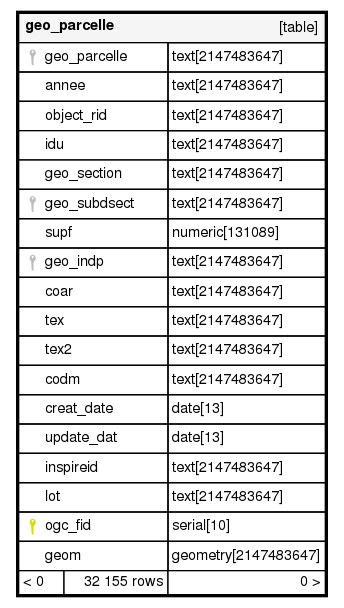 geo_parcelle [table]
geo_parcelle text[2147483647]
annee text[2147483647]
object_rid text[2147483647]
idu text[2147483647]
geo_section text[2147483647]
geo_subdsect text[2147483647]
supf numeric[131089]
geo_indp text[2147483647]
coar text[2147483647]
tex text[2147483647]
tex2 text[2147483647]
codm text[2147483647]
creat_date date[13]
update_dat date[13]
inspireid text[2147483647]
lot text[2147483647]
ogc_fid serial[10]
geom geometry[2147483647]
< 0 32 155 rows 0 >